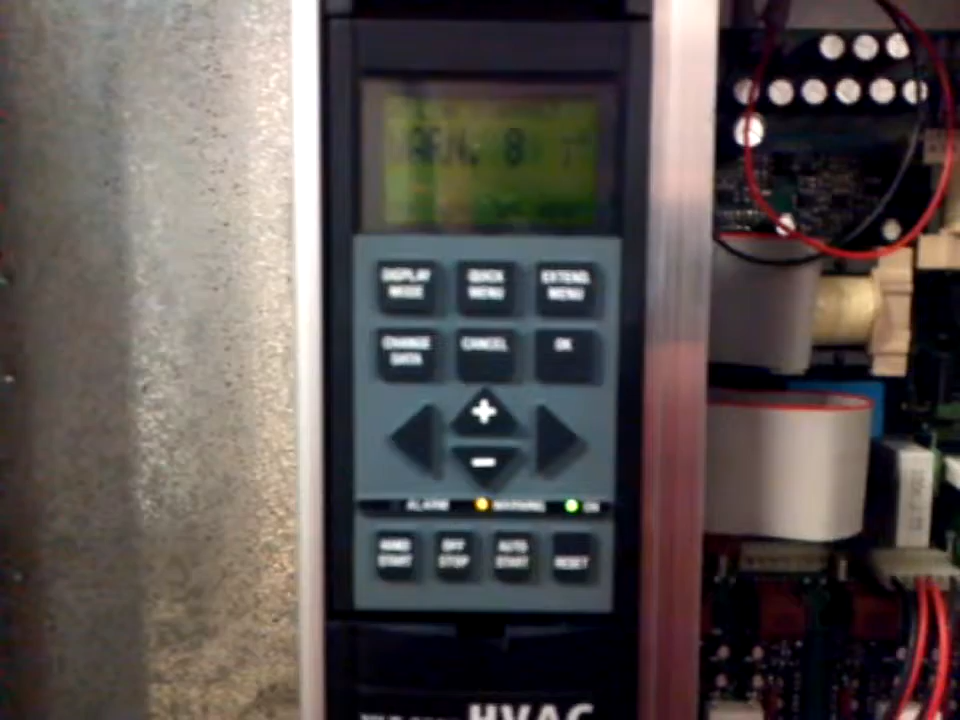 DISPLAY MODE
QUICK MENU
EXTEND. MENU
CHANGE DATA
CANCEL
OK
+
-
ALARM
WARNING
ON
HAND START
OFF STOP
AUTO START
RESET
HVAC